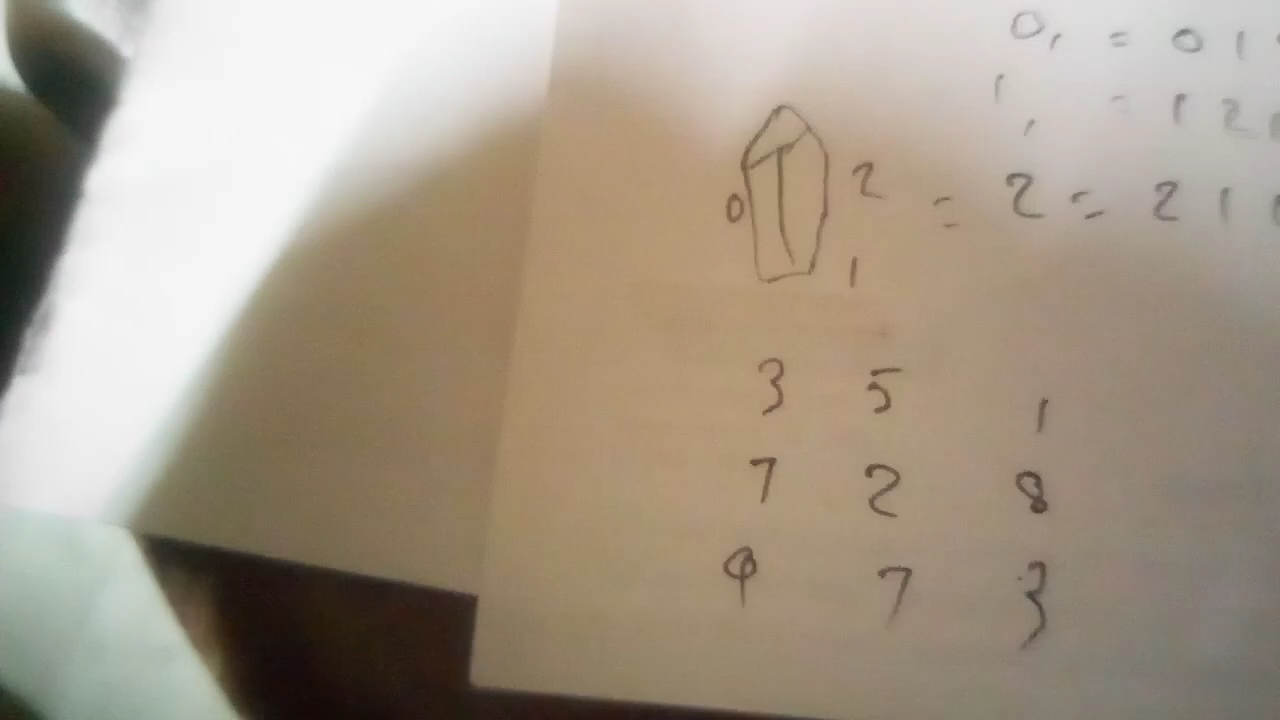 0, = 0 1
1, = 1 2
0 2 = 2 = 2 1
1
3 5 1
7 2 8
9 7 3